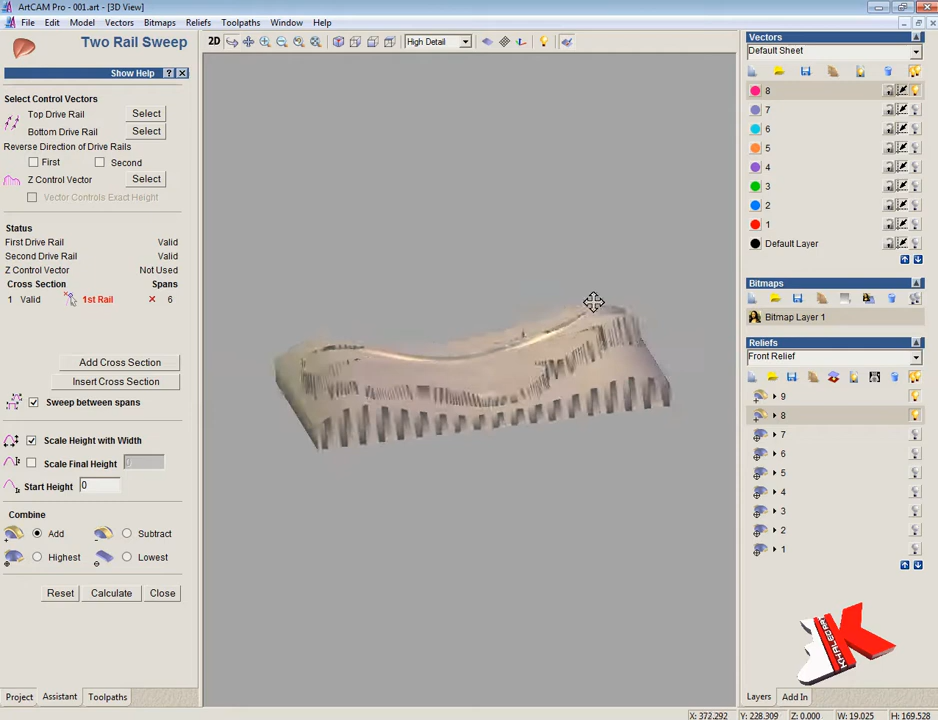 ArtCAM Pro - 001.art - [3D View]
File Edit Model Vectors Bitmaps Reliefs Toolpaths Window Help
Two Rail Sweep
Show Help ?
Select Control Vectors
Top Drive Rail Select
Bottom Drive Rail Select
Reverse Direction of Drive Rails
First Second
Z Control Vector Select
Vector Controls Exact Height
Status
First Drive Rail Valid
Second Drive Rail Valid
Z Control Vector Not Used
Cross Section Spans
1 Valid 1st Rail 6
Add Cross Section
Insert Cross Section
Sweep between spans
Scale Height with Width
Scale Final Height 0
Start Height 0
Combine
Add Subtract
Highest Lowest
Reset Calculate Close
Project Assistant Toolpaths
2D High Detail
Vectors
Default Sheet
8
7
6
5
4
3
2
1
Default Layer
Bitmaps
Bitmap Layer 1
Reliefs
Front Relief
9
8
7
6
5
4
3
2
1
KHALEORR
Layers Add In
X: 372.292 Y: 228.309 Z: 0.000 W: 19.025 H: 169.528